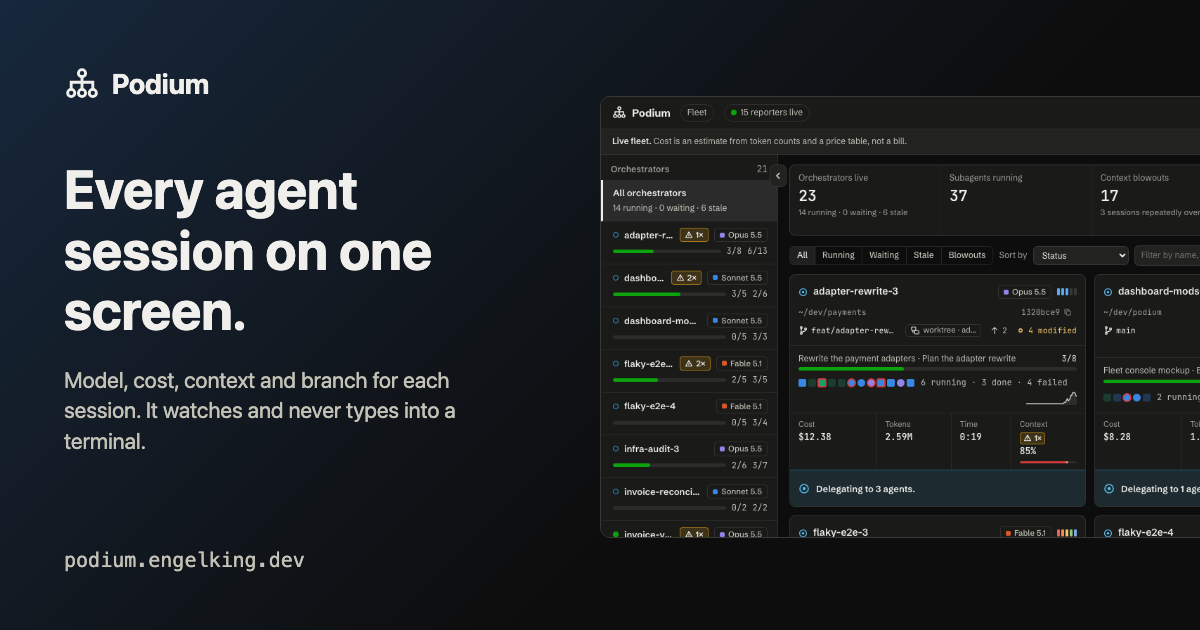 Podium
Every agent
session on one
screen.
Model, cost, context and branch for each
session. It watches and never types into a
terminal.
podium.engelking.dev
Podium Fleet 15 reporters live
Live fleet. Cost is an estimate from token counts and a price table, not a bill.
Orchestrators 21
All orchestrators
14 running · 0 waiting · 6 stale
adapter-r... 1× Opus 5.5
3/8 6/13
dashbo... 2× Sonnet 5.5
3/5 2/6
dashboard-mo... Sonnet 5.5
0/5 3/3
flaky-e2e... 2× Fable 5.1
2/5 3/5
flaky-e2e-4 Fable 5.1
0/5 3/4
infra-audit-3 Opus 5.5
2/6 3/7
invoice-reconci... Sonnet 5.5
0/2 2/2
invoice-v... 1× Opus 5.5
Orchestrators live
23
14 running · 0 waiting · 6 stale
Subagents running
37
Context blowouts
17
3 sessions repeatedly over
All Running Waiting Stale Blowouts Sort by Status Filter by name,
adapter-rewrite-3 Opus 5.5
~/dev/payments 1320bce9
feat/adapter-rew... worktree · ad... ↑ 2 4 modified
Rewrite the payment adapters · Plan the adapter rewrite 3/8
6 running · 3 done · 4 failed
Cost Tokens Time Context
$12.38 2.59M 0:19 1×
85%
Delegating to 3 agents.
dashboard-mods
~/dev/podium
main
Fleet console mockup ·
2 running
Cost
$8.28
Delegating to 1 age
flaky-e2e-3 Fable 5.1
flaky-e2e-4